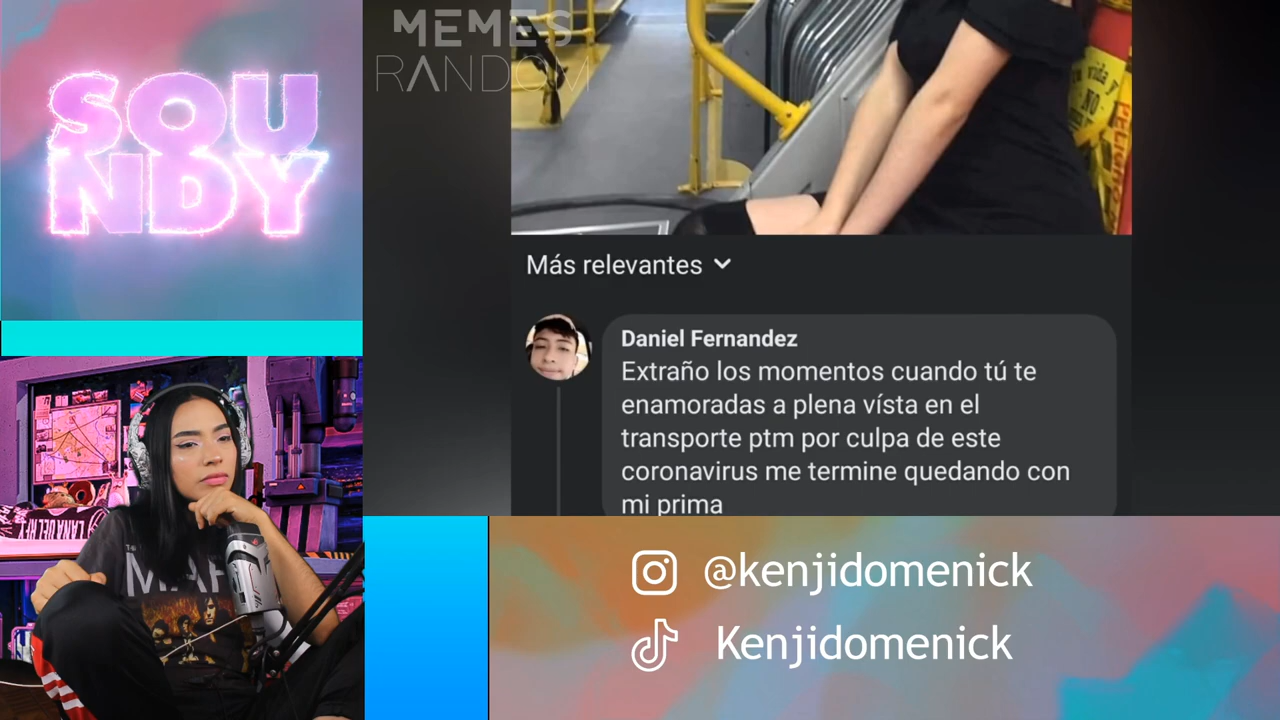 SOU
NDY
MEMES
RANDOM
Más relevantes
Daniel Fernandez
Extraño los momentos cuando tú te
enamoradas a plena vísta en el
transporte ptm por culpa de este
coronavirus me termine quedando con
mi prima
@kenjidomenick
Kenjidomenick